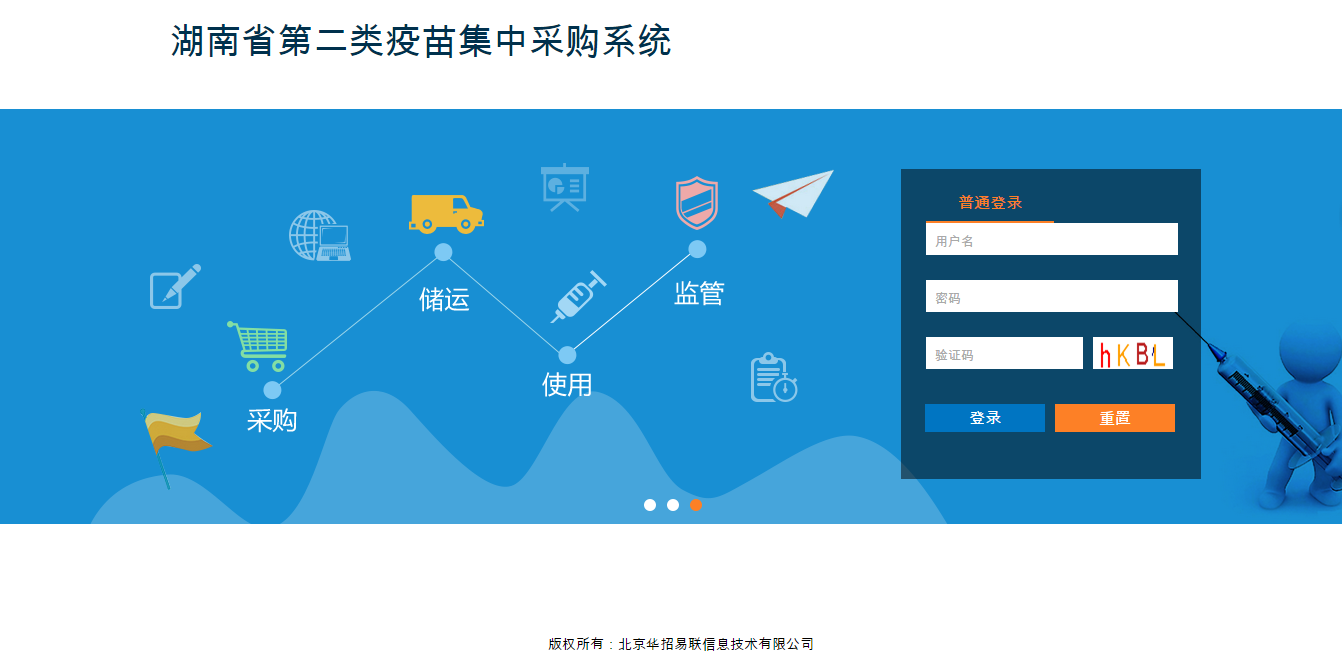 湖南省第二类疫苗集中采购系统
普通登录
用户名
密码
验证码
hKBL
登录 重置
储运
监管
使用
采购
版权所有：北京华招易联信息技术有限公司